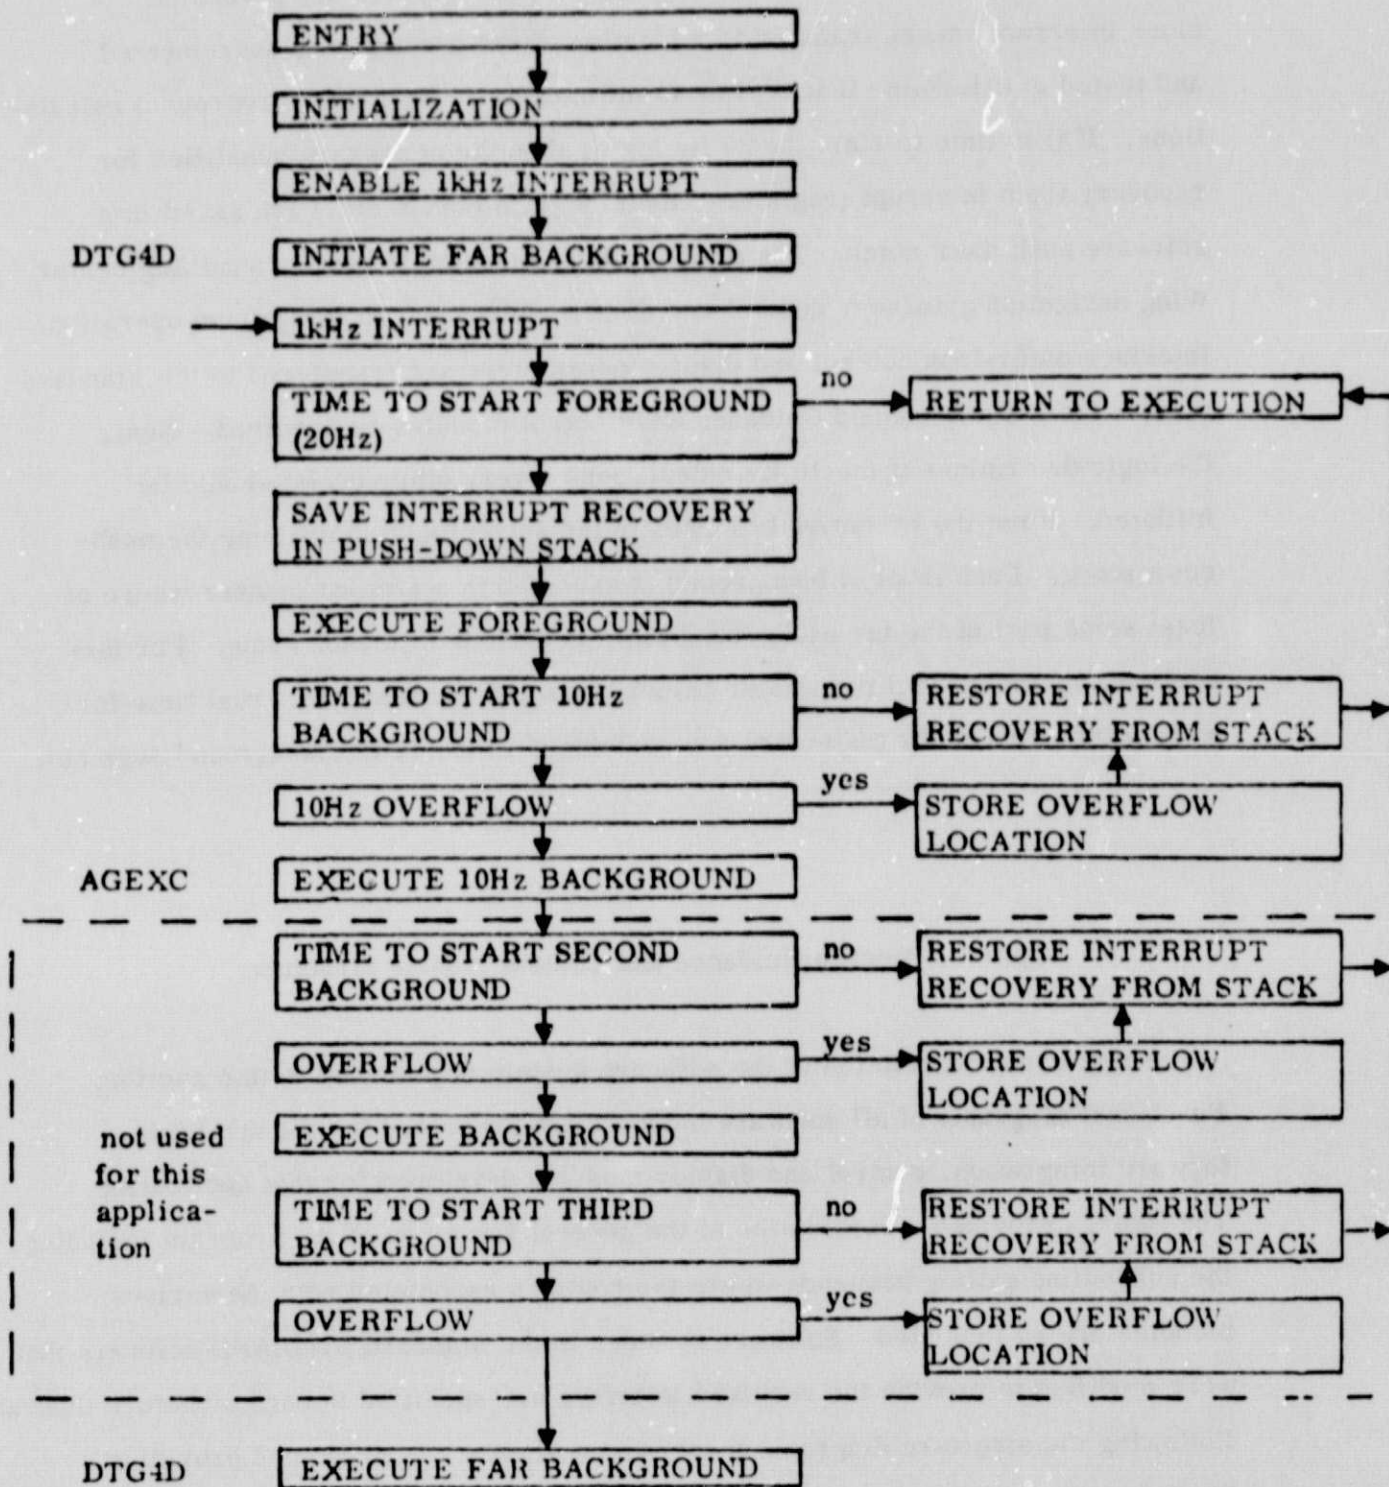 ENTRY
INITIALIZATION
ENABLE 1kHz INTERRUPT
DTG4D
INITIATE FAR BACKGROUND
1kHz INTERRUPT
TIME TO START FOREGROUND
(20Hz)
no
RETURN TO EXECUTION
SAVE INTERRUPT RECOVERY
IN PUSH-DOWN STACK
EXECUTE FOREGROUND
TIME TO START 10Hz
BACKGROUND
no
RESTORE INTERRUPT
RECOVERY FROM STACK
10Hz OVERFLOW
yes
STORE OVERFLOW
LOCATION
AGEXC
EXECUTE 10Hz BACKGROUND
TIME TO START SECOND
BACKGROUND
no
RESTORE INTERRUPT
RECOVERY FROM STACK
OVERFLOW
yes
STORE OVERFLOW
LOCATION
not used
for this
applica-
tion
EXECUTE BACKGROUND
TIME TO START THIRD
BACKGROUND
no
RESTORE INTERRUPT
RECOVERY FROM STACK
OVERFLOW
yes
STORE OVERFLOW
LOCATION
DTG4D
EXECUTE FAR BACKGROUND